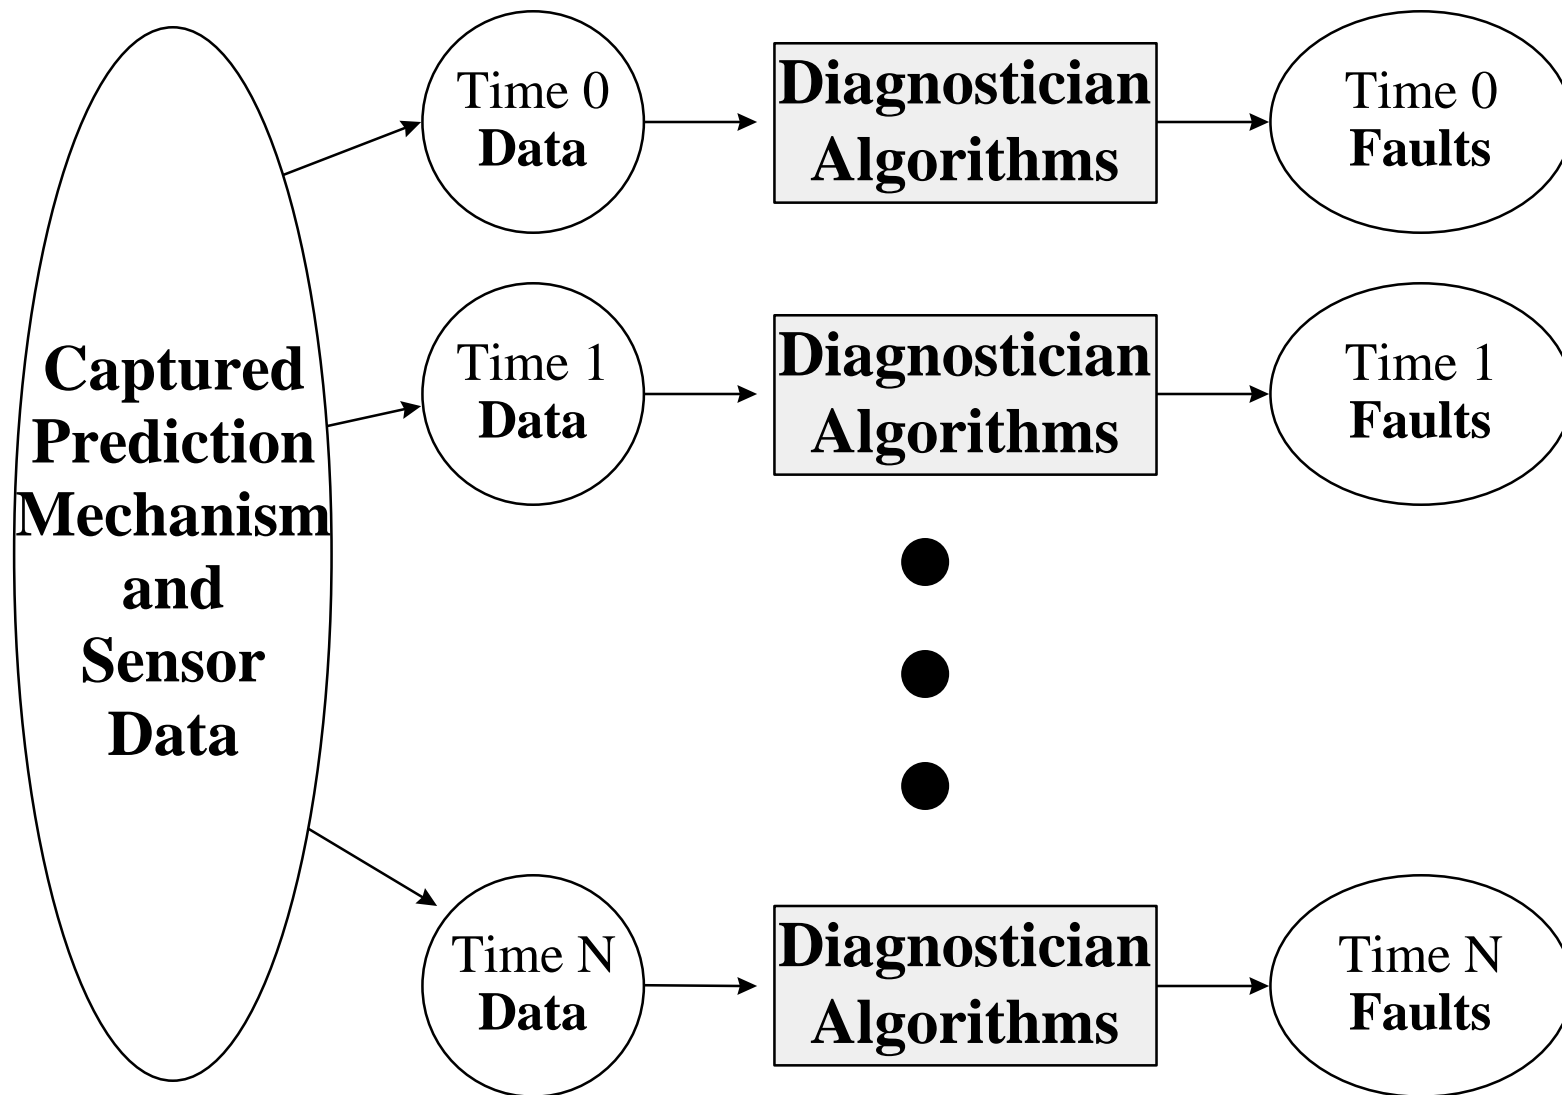 Time 0
Data
Diagnostician
Algorithms
Time 0
Faults
Time 1
Data
Diagnostician
Algorithms
Time 1
Faults
Captured
Prediction
Mechanism
and
Sensor
Data
Time N
Data
Diagnostician
Algorithms
Time N
Faults